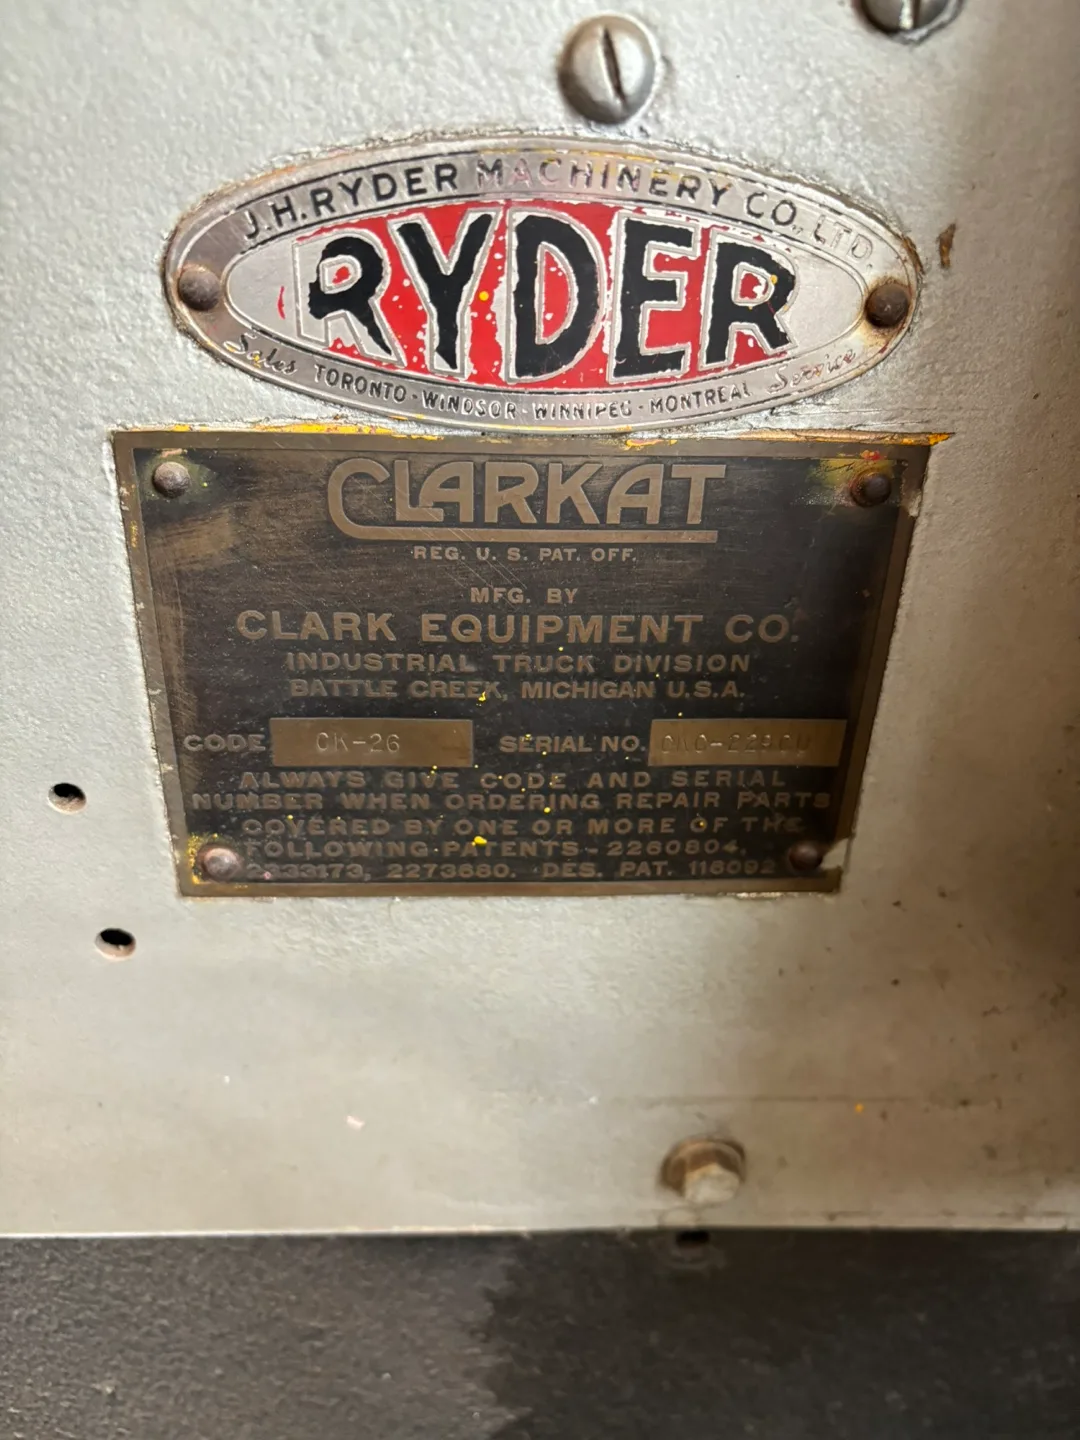 J.H. RYDER MACHINERY CO., LTD.
RYDER
Sales TORONTO - WINDSOR - WINNIPEG - MONTREAL Service
CLARKAT
REG. U. S. PAT. OFF.
MFG. BY
CLARK EQUIPMENT CO.
INDUSTRIAL TRUCK DIVISION
BATTLE CREEK, MICHIGAN U.S.A.
CODE CK-26 SERIAL NO.
ALWAYS GIVE CODE AND SERIAL
NUMBER WHEN ORDERING REPAIR PARTS
COVERED BY ONE OR MORE OF THE
FOLLOWING PATENTS - 2260804,
2273680. DES. PAT. 116092